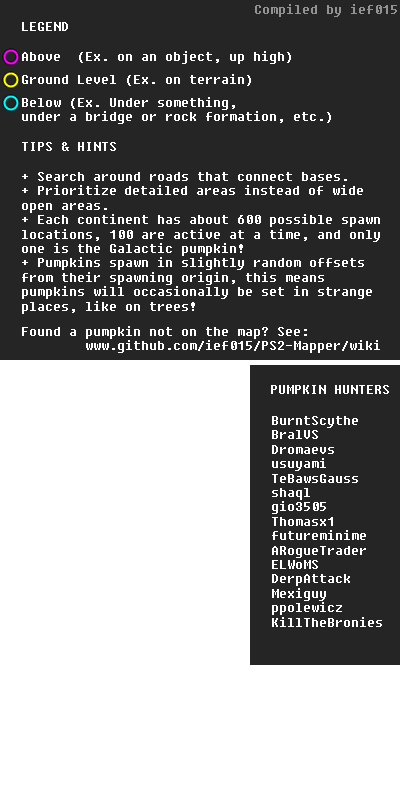 Compiled by ief015
LEGEND
Above  (Ex. on an object, up high)
Ground Level (Ex. on terrain)
Below (Ex. Under something,
under a bridge or rock formation, etc.)
TIPS & HINTS
+ Search around roads that connect bases.
+ Prioritize detailed areas instead of wide
open areas.
+ Each continent has about 600 possible spawn
locations, 100 are active at a time, and only
one is the Galactic pumpkin!
+ Pumpkins spawn in slightly random offsets
from their spawning origin, this means
pumpkins will occasionally be set in strange
places, like on trees!
Found a pumpkin not on the map? See:
www.github.com/ief015/PS2-Mapper/wiki
PUMPKIN HUNTERS
BurntScythe
BralVS
Dromaevs
usuyami
TeBawsGauss
shaql
gio3505
Thomasx1
futureminime
ARogueTrader
ELWoMS
DerpAttack
Mexiguy
ppolewicz
KillTheBronies